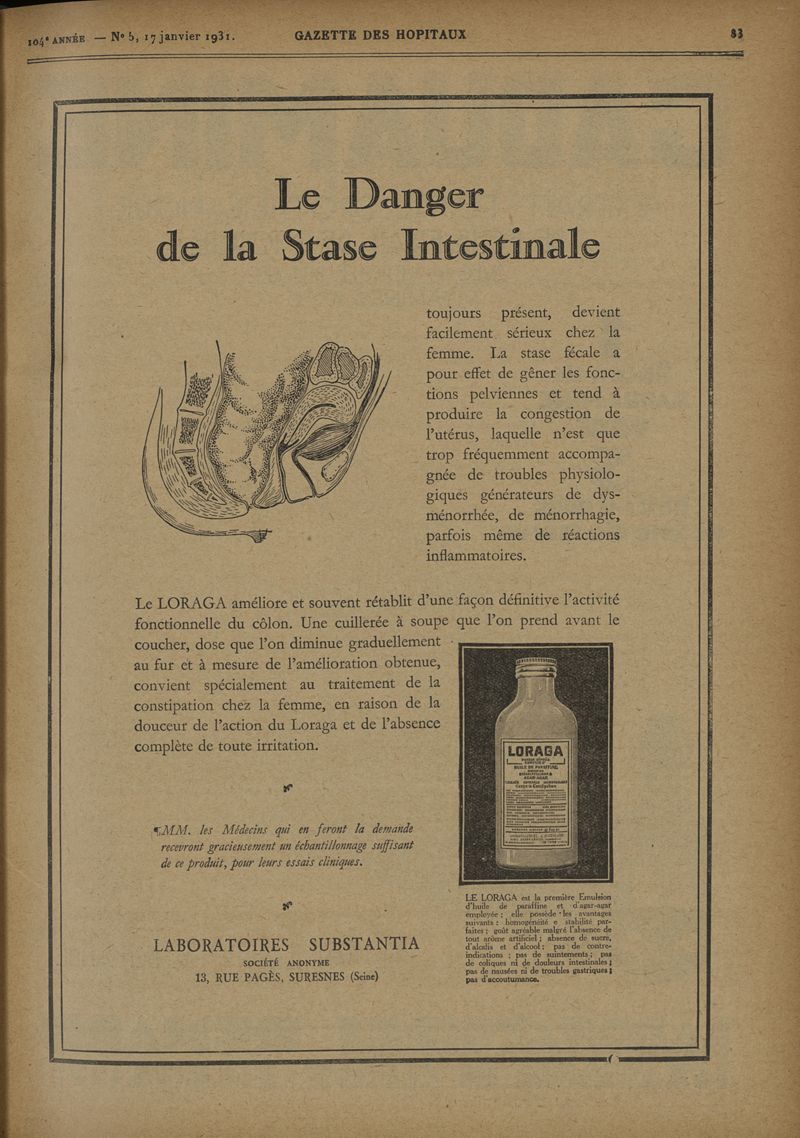 104e ANNÉE — No 5, 17 janvier 1931.
GAZETTE DES HOPITAUX
83
Le Danger
de la Stase Intestinale
toujours présent, devient
facilement sérieux chez la
femme. La stase fécale a
pour effet de gêner les fonc-
tions pelviennes et tend à
produire la congestion de
l'utérus, laquelle n'est que
trop fréquemment accompa-
gnée de troubles physiolo-
giques générateurs de dys-
ménorrhée, de ménorrhagie,
parfois même de réactions
inflammatoires.
Le LORAGA améliore et souvent rétablit d'une façon définitive l'activité
fonctionnelle du côlon. Une cuillerée à soupe que l'on prend avant le
coucher, dose que l'on diminue graduellement
au fur et à mesure de l'amélioration obtenue,
convient spécialement au traitement de la
constipation chez la femme, en raison de la
douceur de l'action du Loraga et de l'absence
complète de toute irritation.
¶ MM. les Médecins qui en feront la demande
recevront gracieusement un échantillonnage suffisant
de ce produit, pour leurs essais cliniques.
LABORATOIRES SUBSTANTIA
SOCIÉTÉ ANONYME
13, RUE PAGÈS, SURESNES (Seine)
LORAGA
HUILE DE PARAFFINE
AGAR-AGAR
LE LORAGA est la première Emulsion
d'huile de paraffine et d'agar-agar
employée ; elle possède les avantages
suivants : homogénéité e stabilité par-
faites ; goût agréable malgré l'absence de
tout arôme artificiel ; absence de sucre,
d'alcalis et d'alcool ; pas de contre-
indications ; pas de suintements ; pas
de coliques ni de douleurs intestinales ;
pas de nausées ni de troubles gastriques ;
pas d'accoutumance.